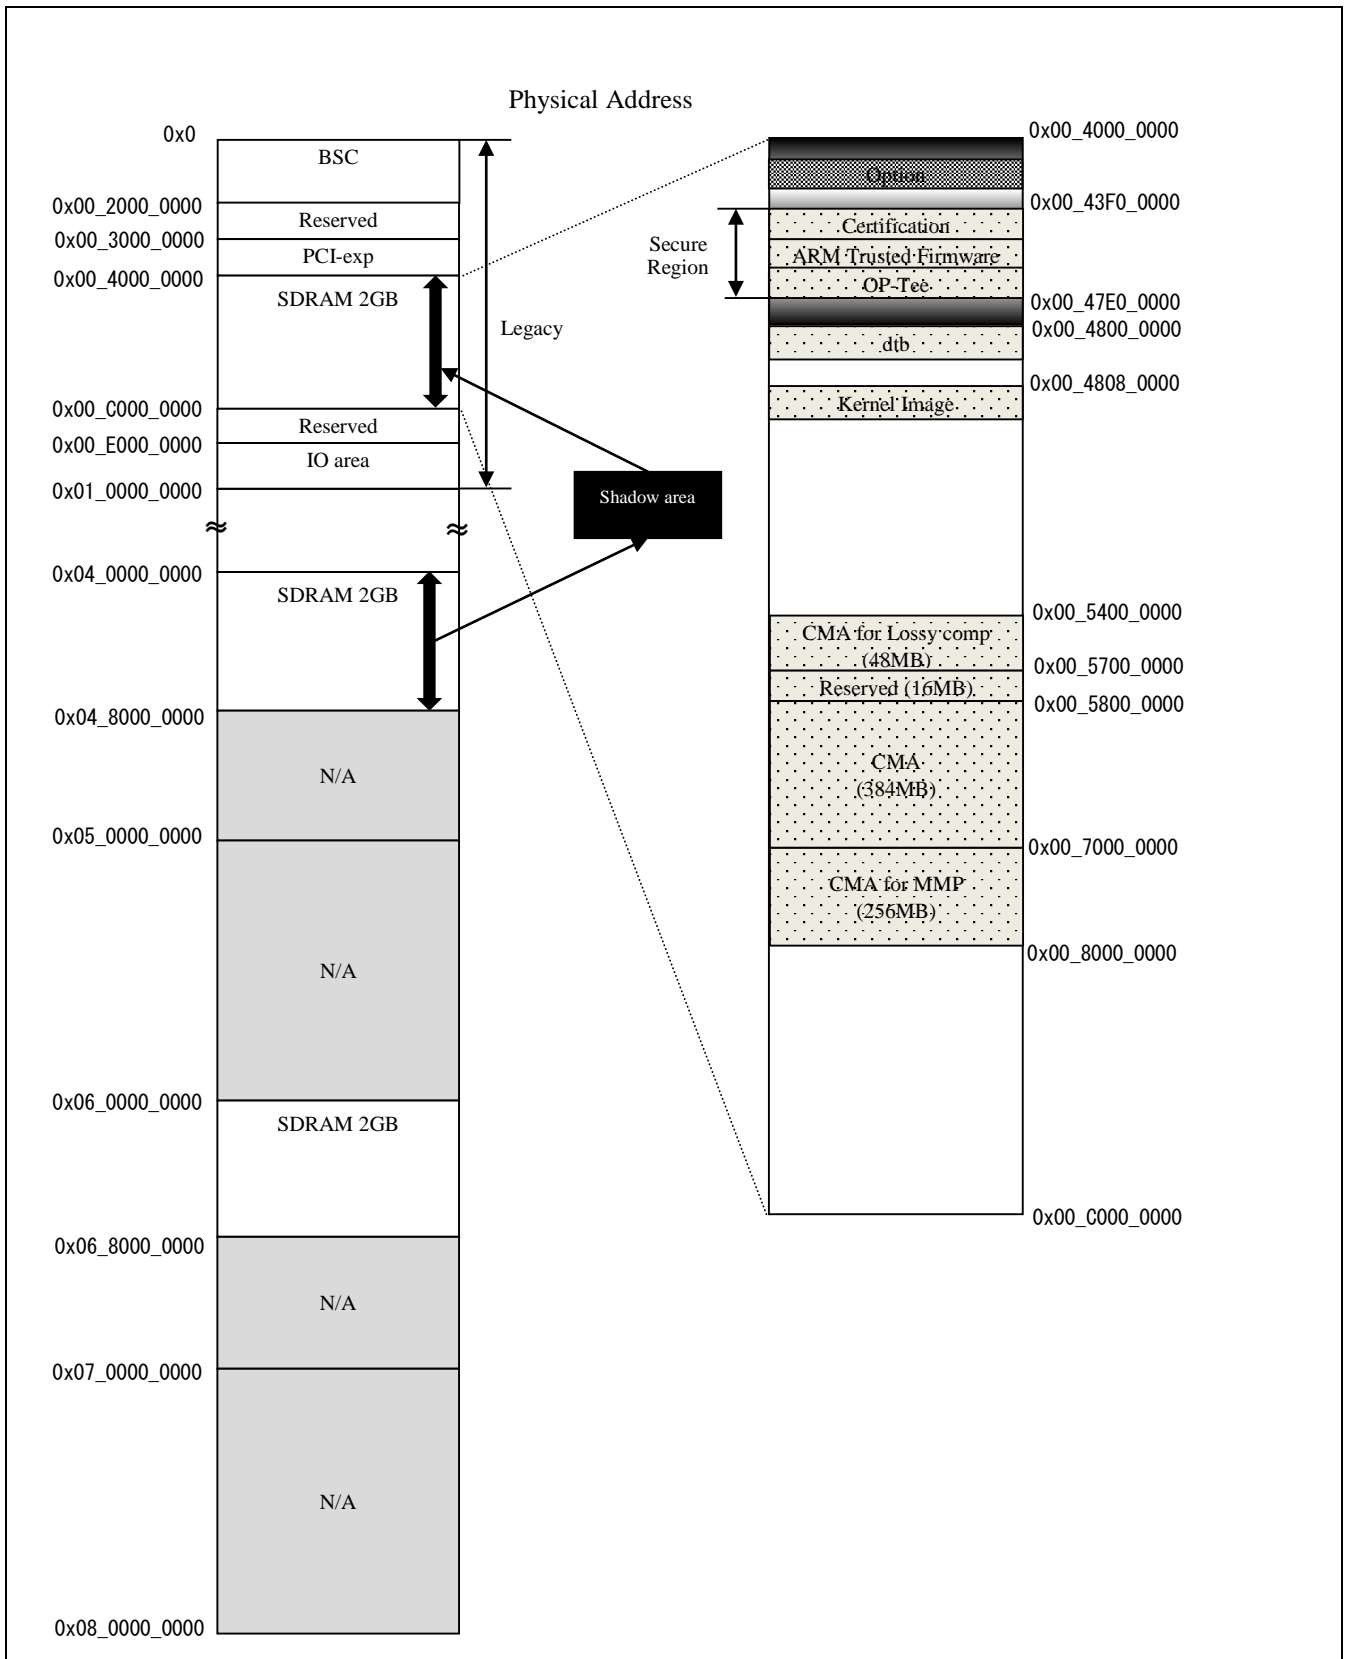 Physical Address
0x0
BSC
0x00_2000_0000
Reserved
0x00_3000_0000
PCI-exp
0x00_4000_0000
SDRAM 2GB
Legacy
0x00_C000_0000
Reserved
0x00_E000_0000
IO area
0x01_0000_0000
≈
≈
0x04_0000_0000
SDRAM 2GB
0x04_8000_0000
N/A
0x05_0000_0000
N/A
0x06_0000_0000
SDRAM 2GB
0x06_8000_0000
N/A
0x07_0000_0000
N/A
0x08_0000_0000
Shadow area
0x00_4000_0000
Option
0x00_43F0_0000
Secure
Region
Certification
ARM Trusted Firmware
OP-Tee
0x00_47E0_0000
0x00_4800_0000
dtb
0x00_4808_0000
Kernel Image
0x00_5400_0000
CMA for Lossy comp
(48MB)
0x00_5700_0000
Reserved (16MB)
0x00_5800_0000
CMA
(384MB)
0x00_7000_0000
CMA for MMP
(256MB)
0x00_8000_0000
0x00_C000_0000